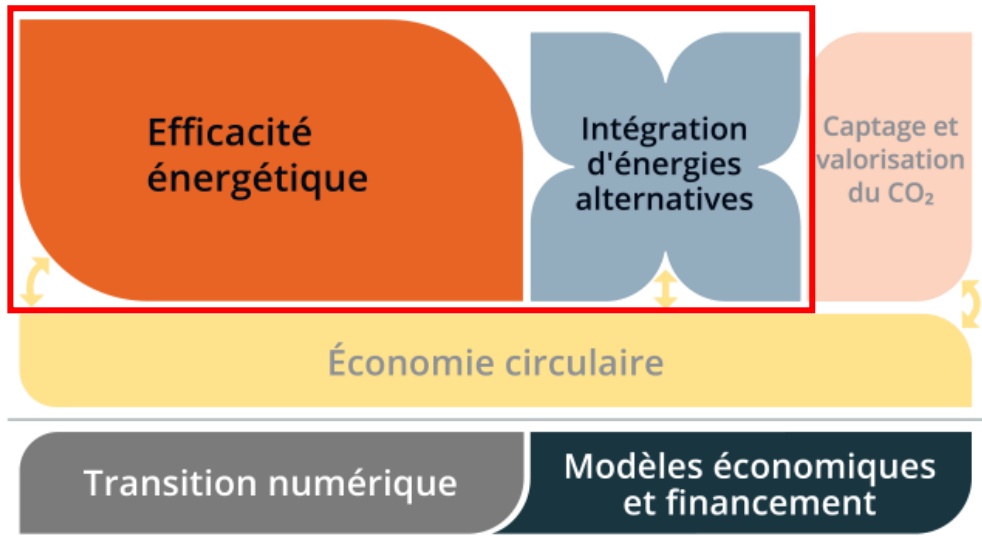 Efficacité
énergétique
Intégration
d'énergies
alternatives
Captage et
valorisation
du CO₂
Économie circulaire
Transition numérique
Modèles économiques
et financement